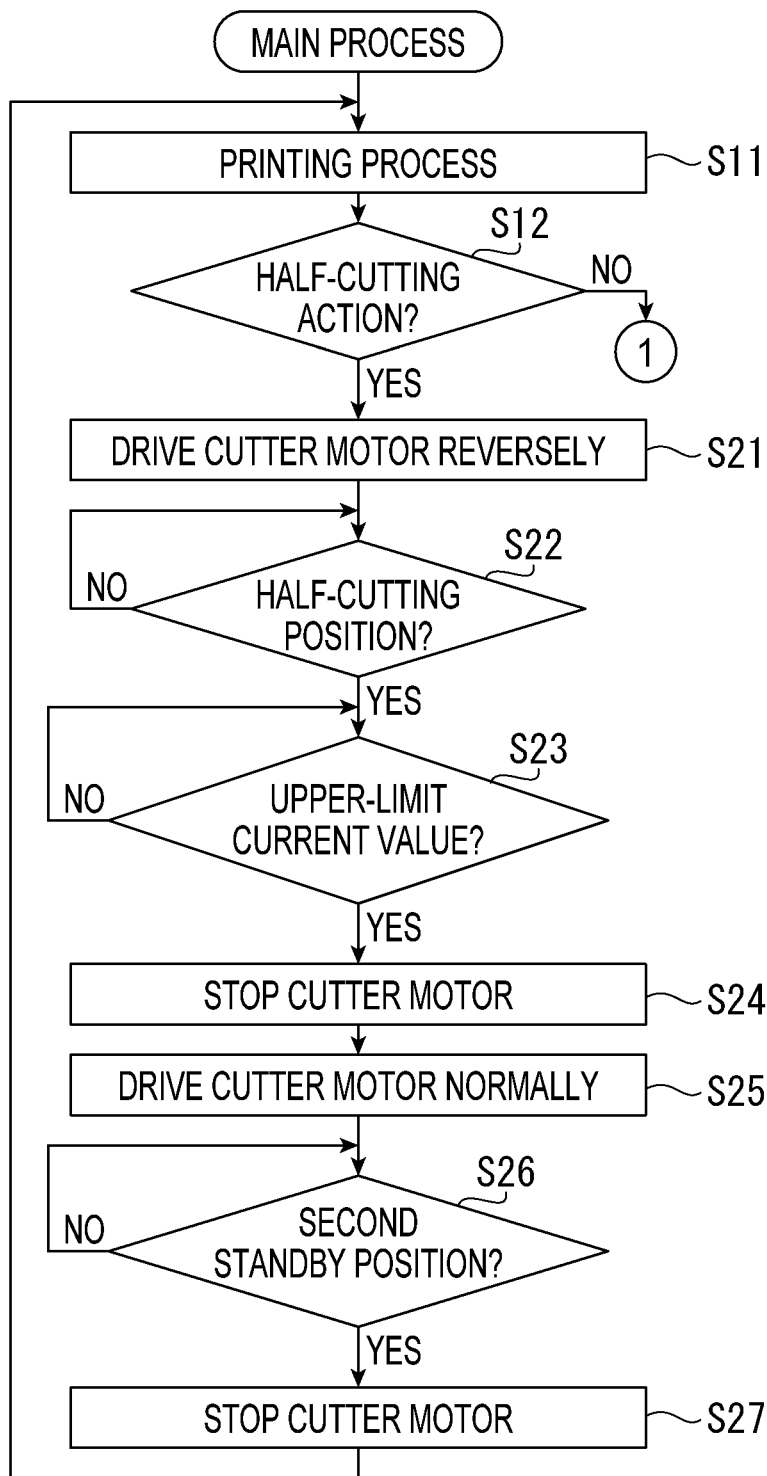 MAIN PROCESS
PRINTING PROCESS
S11
S12
HALF-CUTTING
ACTION?
NO
1
YES
DRIVE CUTTER MOTOR REVERSELY
S21
S22
HALF-CUTTING
POSITION?
NO
YES
S23
UPPER-LIMIT
CURRENT VALUE?
NO
YES
STOP CUTTER MOTOR
S24
DRIVE CUTTER MOTOR NORMALLY
S25
S26
SECOND
STANDBY POSITION?
NO
YES
STOP CUTTER MOTOR
S27